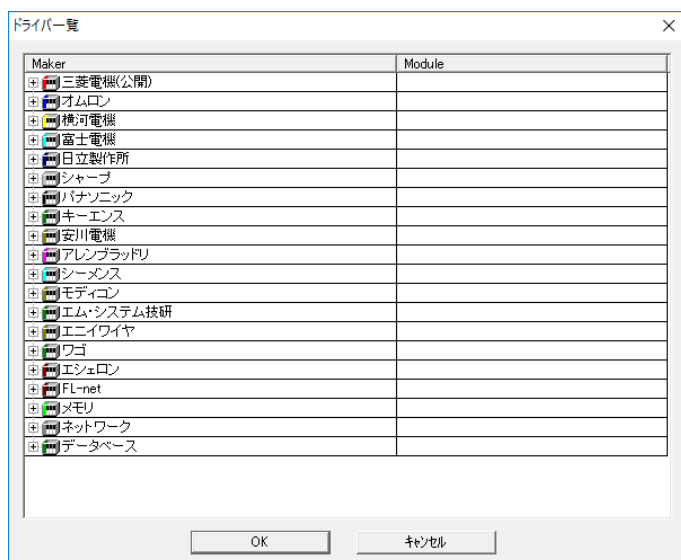 ドライバー覧
Maker Module
三菱電機(公開)
オムロン
横河電機
富士電機
日立製作所
シャープ
パナソニック
キーエンス
安川電機
アレンブラッドリ
シーメンス
モディコン
エム・システム技研
エニイワイヤ
ワゴ
エシェロン
FL-net
メモリ
ネットワーク
データベース
OK キャンセル